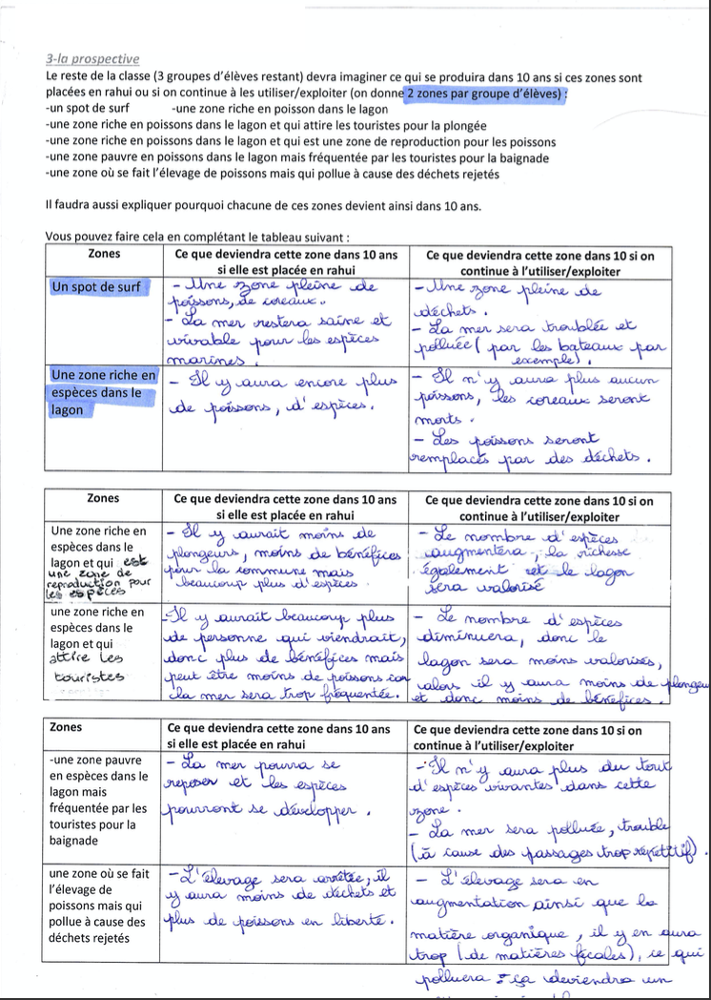 3-la prospective
Le reste de la classe (3 groupes d'élèves restant) devra imaginer ce qui se produira dans 10 ans si ces zones sont
placées en rahui ou si on continue à les utiliser/exploiter (on donne 2 zones par groupe d'élèves) :
-un spot de surf -une zone riche en poisson dans le lagon
-une zone riche en poissons dans le lagon et qui attire les touristes pour la plongée
-une zone riche en poissons dans le lagon et qui est une zone de reproduction pour les poissons
-une zone pauvre en poissons dans le lagon mais fréquentée par les touristes pour la baignade
-une zone où se fait l'élevage de poissons mais qui pollue à cause des déchets rejetés
Il faudra aussi expliquer pourquoi chacune de ces zones devient ainsi dans 10 ans.
Vous pouvez faire cela en complétant le tableau suivant :
Zones
Ce que deviendra cette zone dans 10 ans
si elle est placée en rahui
Ce que deviendra cette zone dans 10 si on
continue à l'utiliser/exploiter
Un spot de surf
- Une zone pleine de
poissons, de coreaux.
- La mer restera saine et
vivable pour les espèces
marines.
- Une zone pleine de
déchets.
- La mer sera troublée et
polluée (par les bateaux par
exemple).
Une zone riche en
espèces dans le
lagon
- Il y aura encore plus
de poissons, d'espèces.
- Il n'y aura plus aucun
poissons, les coreaux seront
morts.
- Les poissons seront
remplacés par des déchets.
Zones
Ce que deviendra cette zone dans 10 ans
si elle est placée en rahui
Ce que deviendra cette zone dans 10 si on
continue à l'utiliser/exploiter
Une zone riche en
espèces dans le
lagon et qui est
une zone de
reproduction pour
les espèces
- Il y aurait moins de
plongeurs, moins de bénéfices
pour la commune mais
beaucoup plus d'espèces.
- Le nombre d'espèces
augmentera, la richesse
également et le lagon
sera valorisé
une zone riche en
espèces dans le
lagon et qui
attire les
touristes
- Il y aurait beaucoup plus
de personne qui viendrait,
donc plus de bénéfices mais
peut être moins de poissons car
la mer sera trop fréquentée.
- Le nombre d'espèces
diminuera, donc le
lagon sera moins valorisés,
alors il y aura moins de plongeurs
et donc moins de bénéfices.
Zones
Ce que deviendra cette zone dans 10 ans
si elle est placée en rahui
Ce que deviendra cette zone dans 10 si on
continue à l'utiliser/exploiter
-une zone pauvre
en espèces dans le
lagon mais
fréquentée par les
touristes pour la
baignade
- La mer pourra se
reposer et les espèces
pourront se développer.
- Il n'y aura plus du tout
d'espèces vivantes dans cette
zone.
- La mer sera polluée, trouble
(à cause des passages trop répétitif).
une zone où se fait
l'élevage de
poissons mais qui
pollue à cause des
déchets rejetés
- L'élevage sera arrêtée, il
y aura moins de déchets et
plus de poissons en liberté.
- L'élevage sera en
augmentation ainsi que la
matière organique, il y en aura
trop (de matières fécales), ce qui
polluera : ça deviendra un